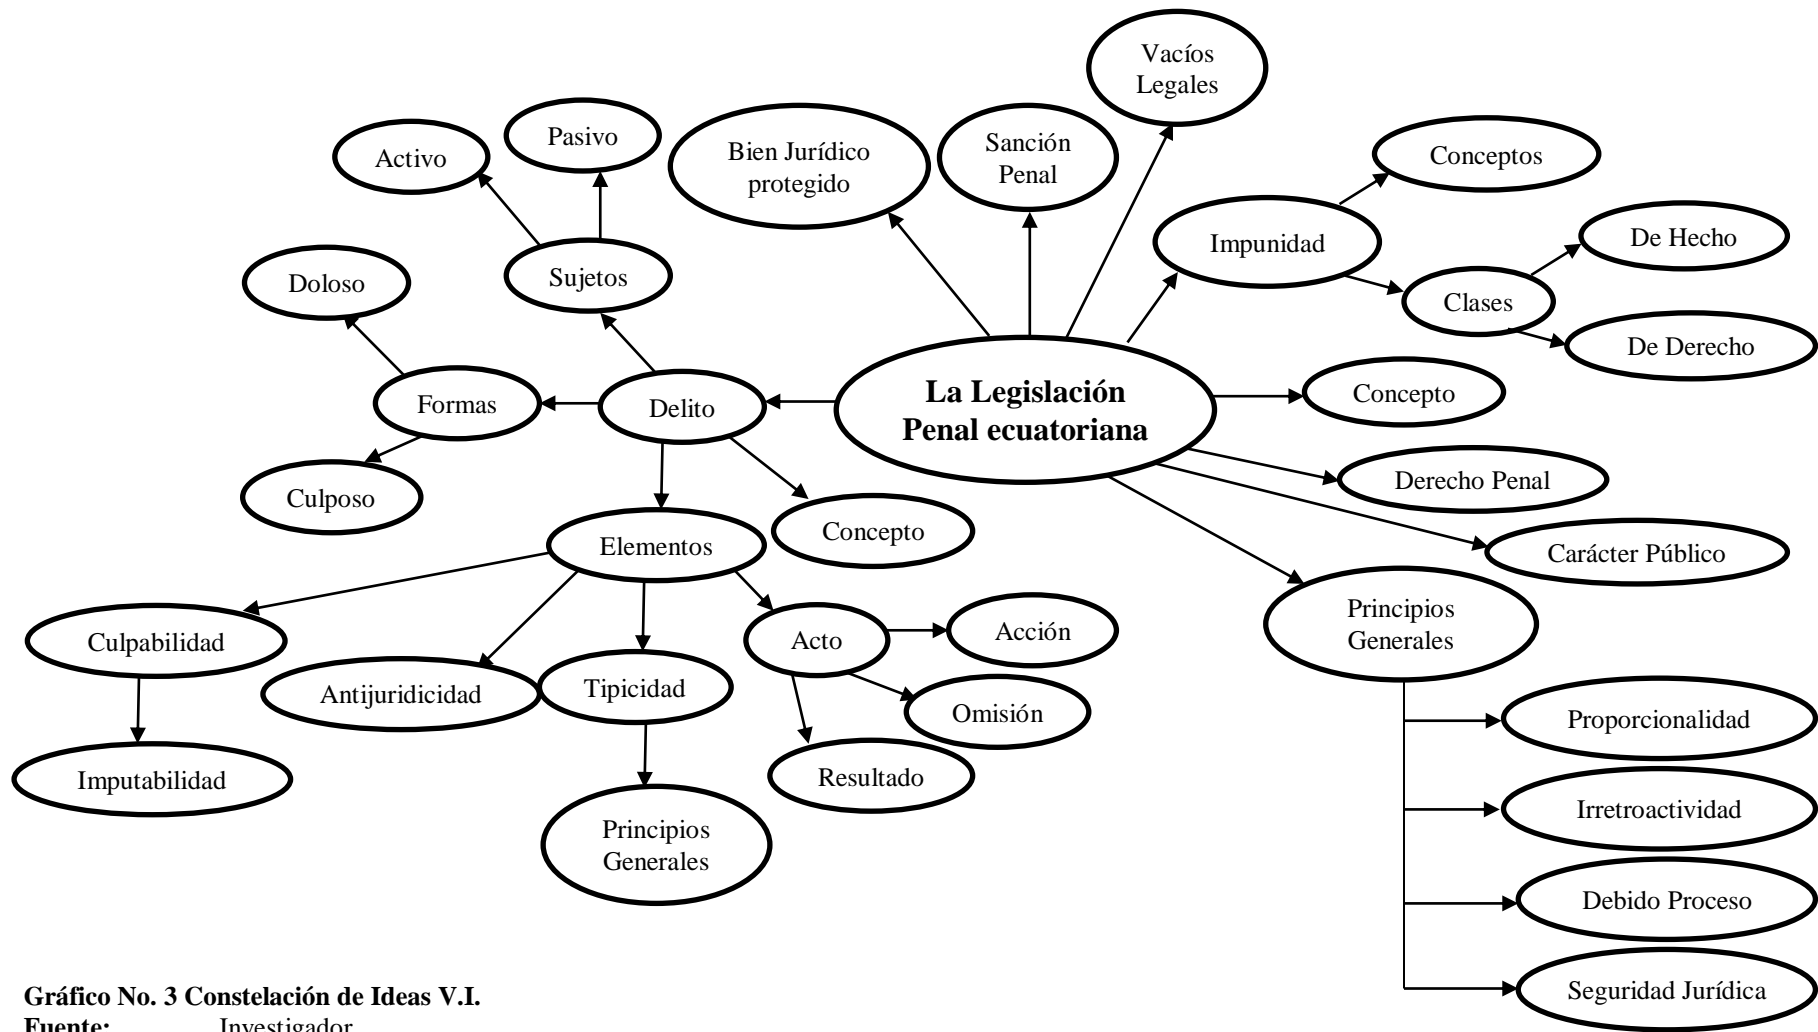 Vacíos
Legales
Pasivo
Activo
Bien Jurídico
protegido
Sanción
Penal
Conceptos
Impunidad
De Hecho
Sujetos
Doloso
Clases
De Derecho
La Legislación
Penal ecuatoriana
Concepto
Formas
Delito
Derecho Penal
Culposo
Concepto
Elementos
Carácter Público
Principios
Generales
Culpabilidad
Acto
Acción
Antijuridicidad
Tipicidad
Omisión
Proporcionalidad
Imputabilidad
Resultado
Irretroactividad
Principios
Generales
Debido Proceso
Seguridad Jurídica
Gráfico No. 3 Constelación de Ideas V.I.
Fuente: Investigador